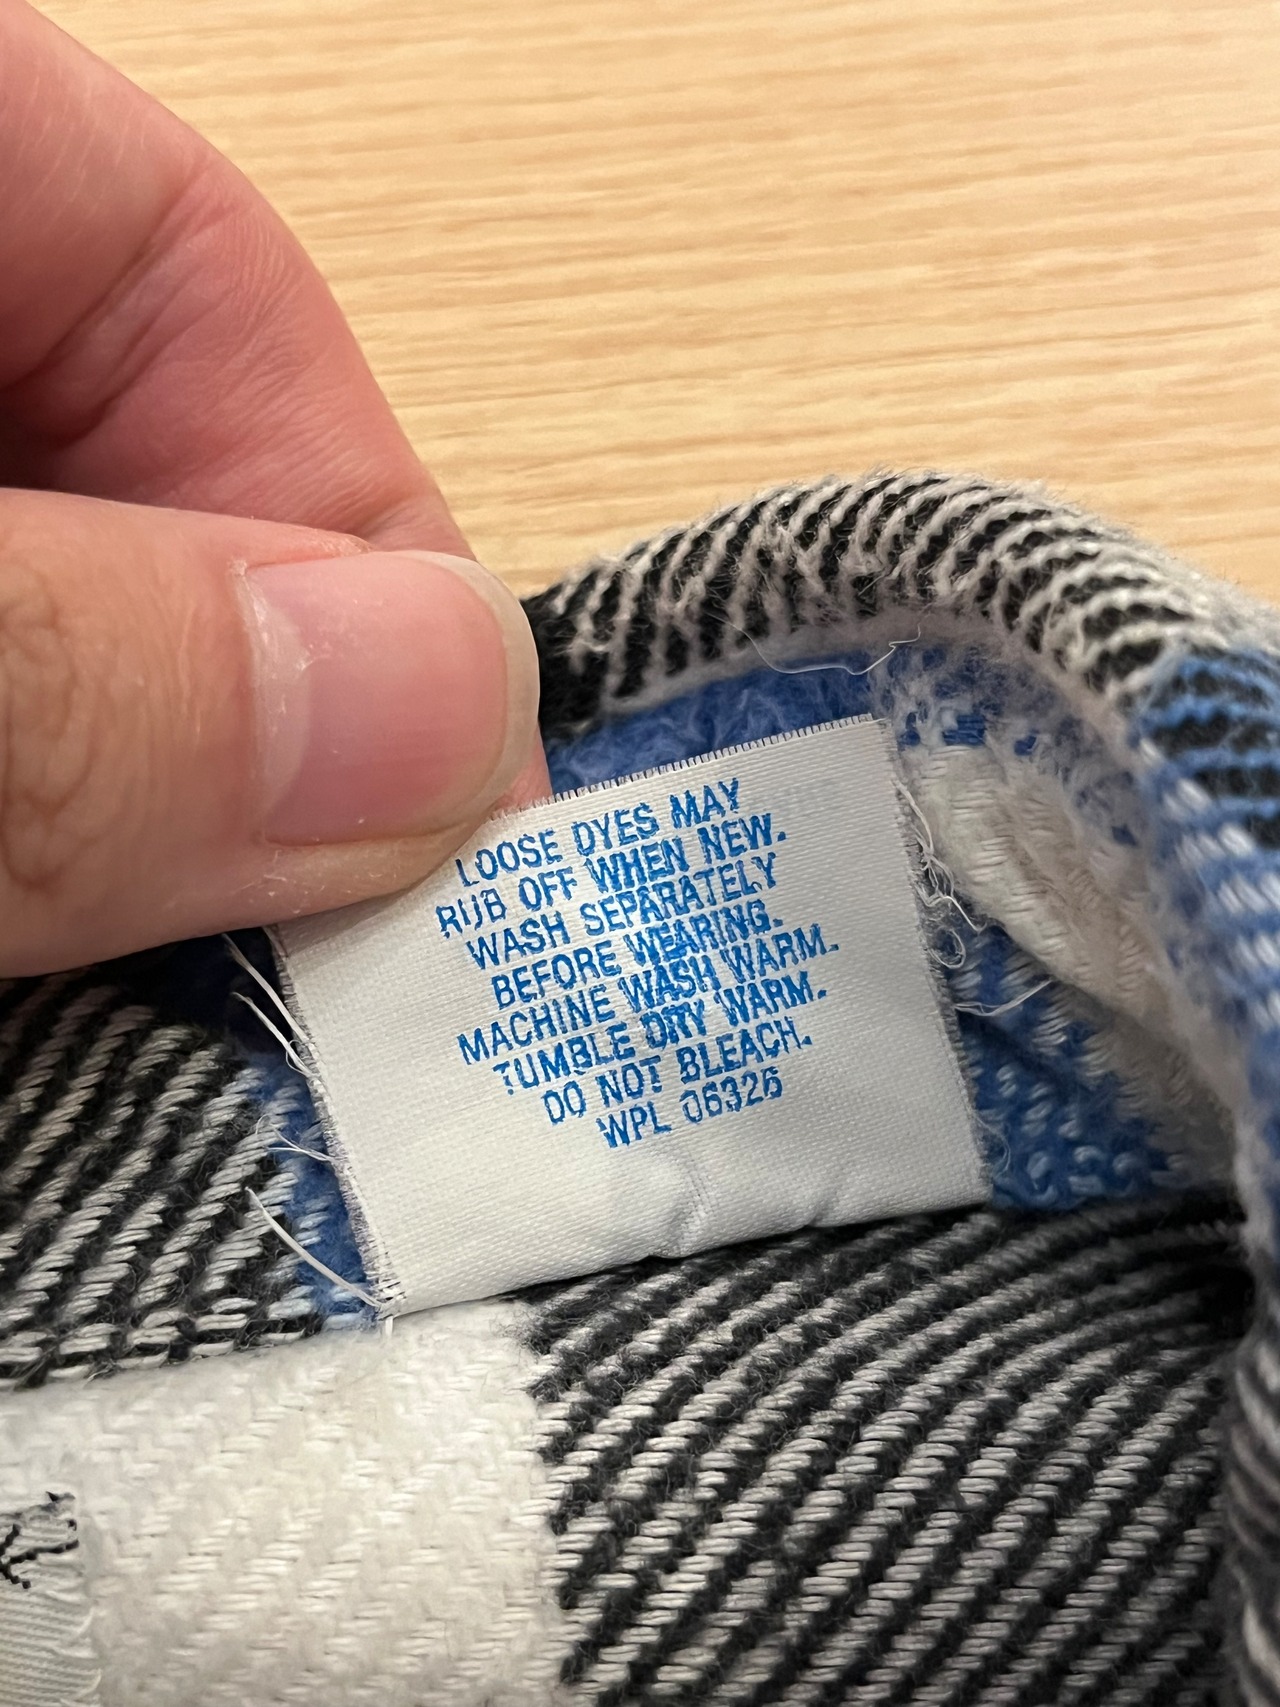 LOOSE DYES MAY
RUB OFF WHEN NEW.
WASH SEPARATELY
BEFORE WEARING.
MACHINE WASH WARM.
TUMBLE DRY WARM.
DO NOT BLEACH.
WPL 06326